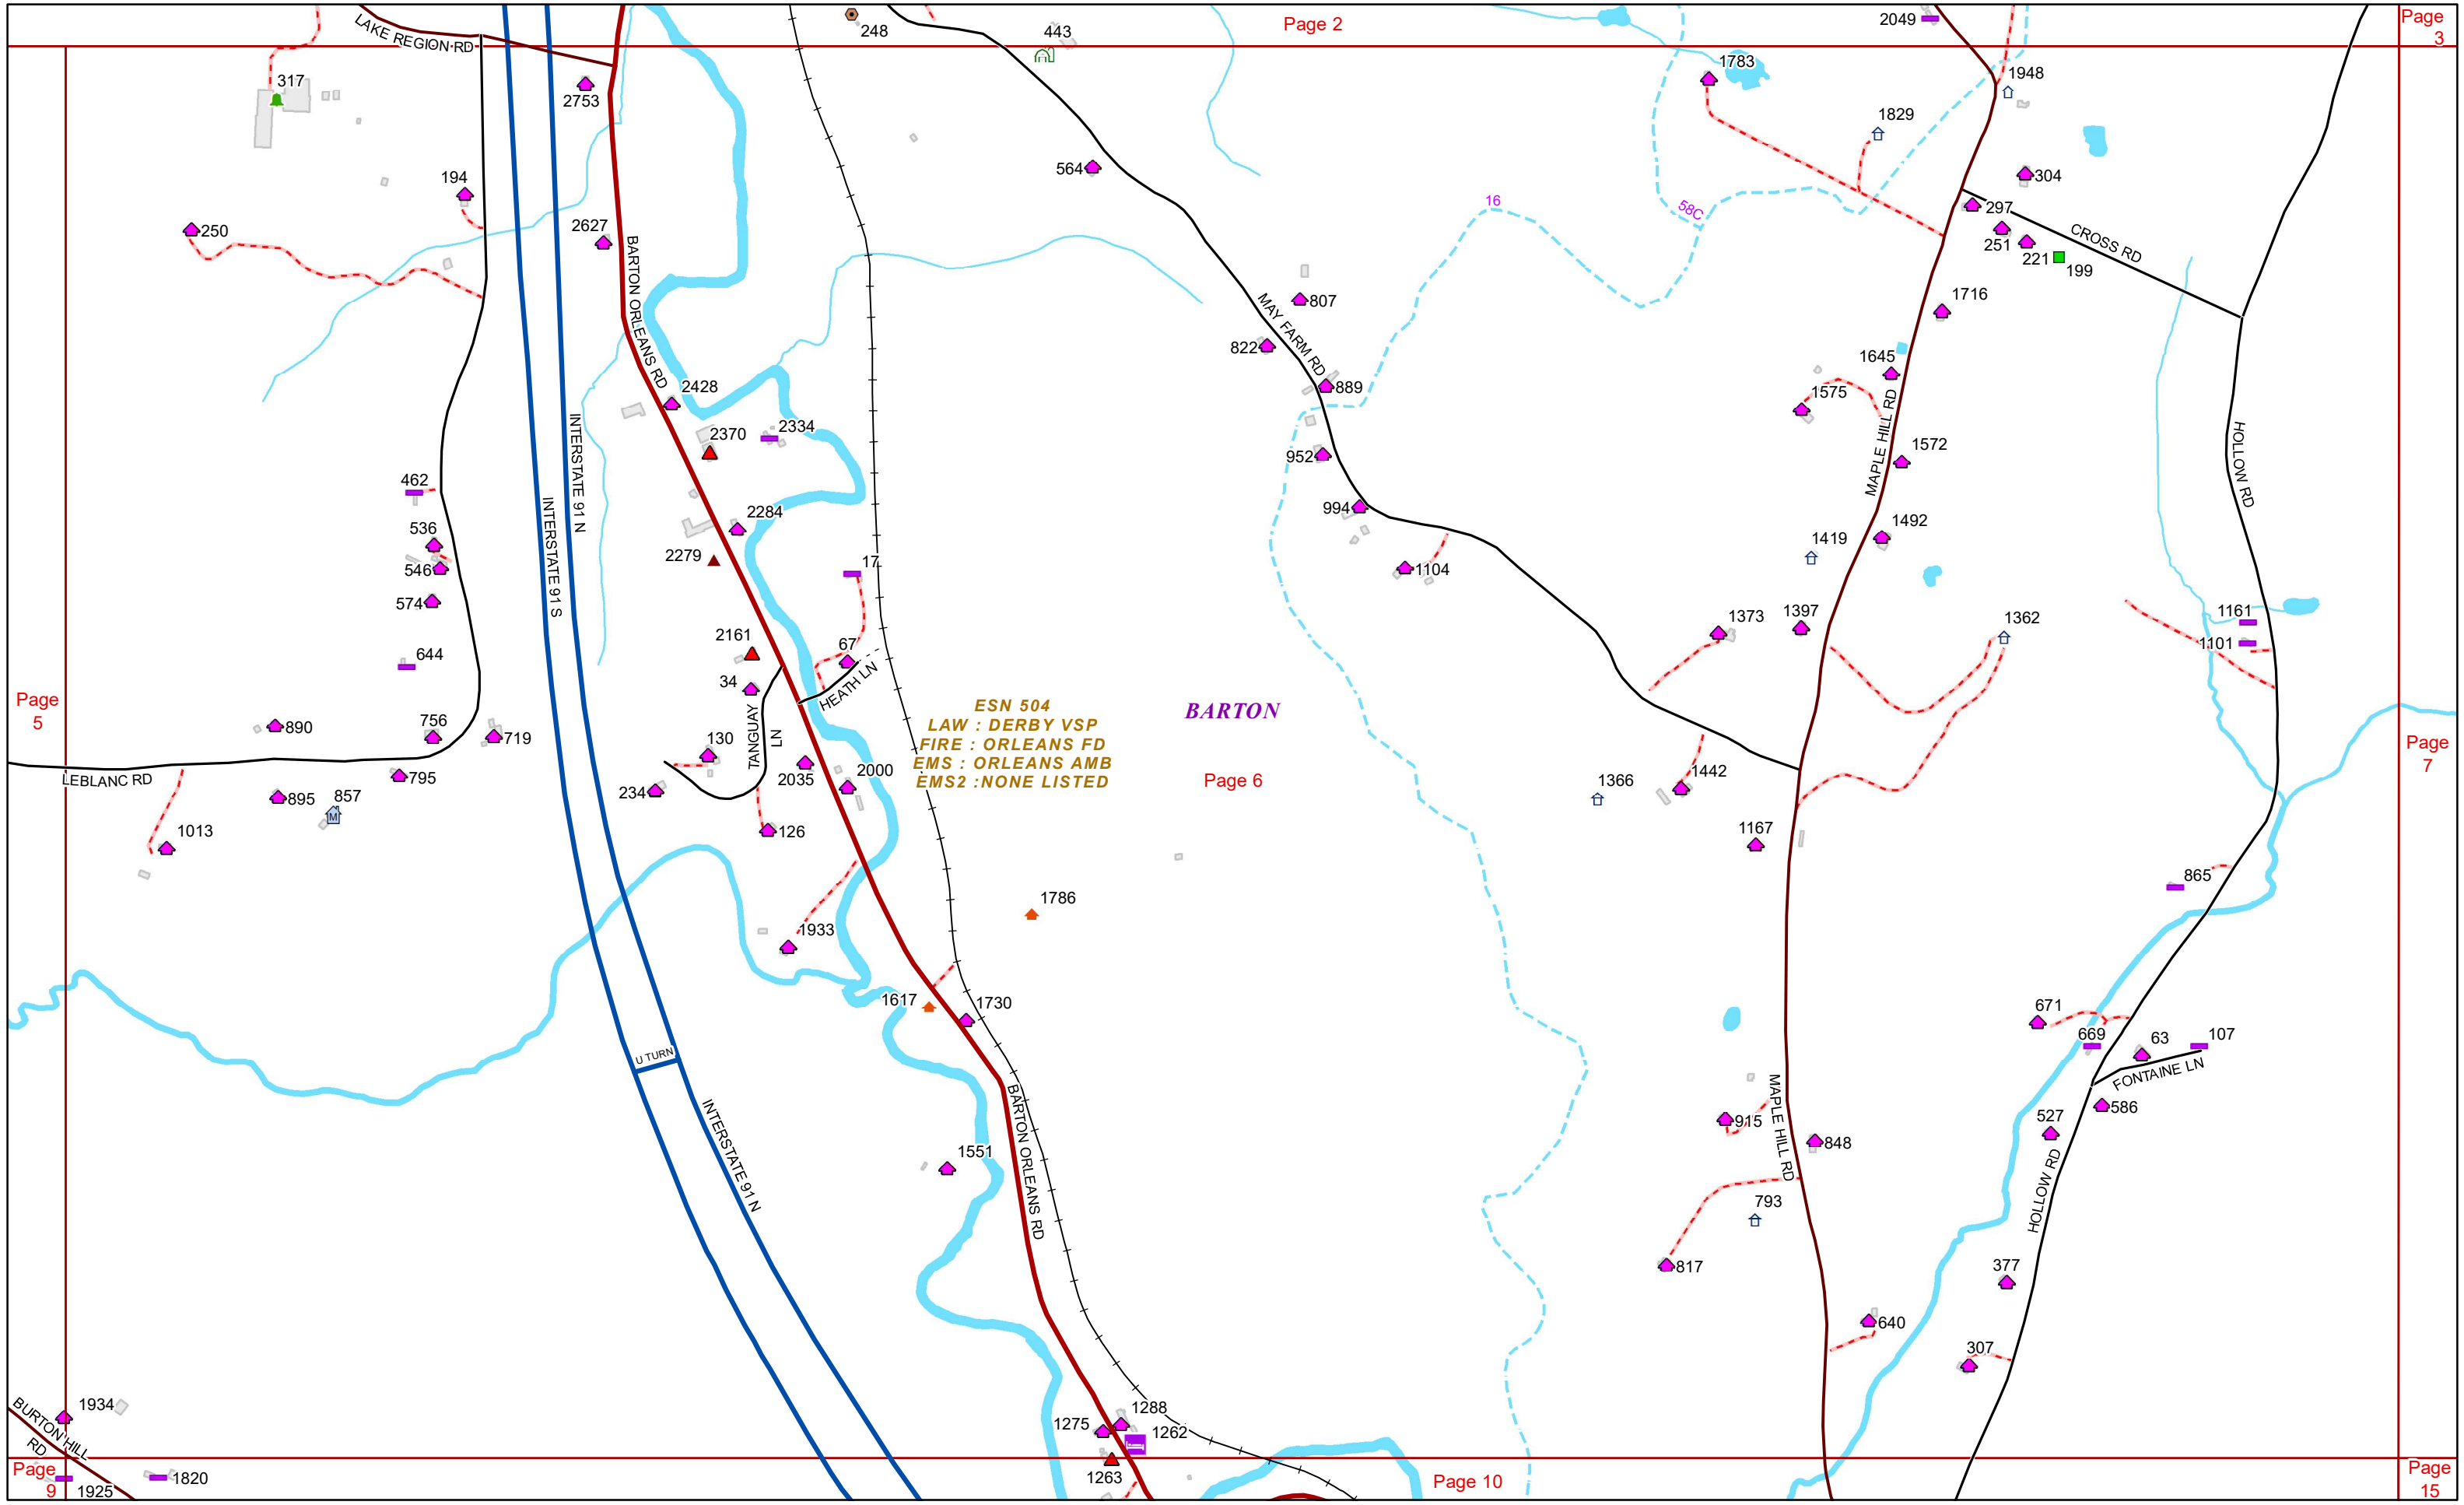 LAKE REGION RD
248
443
Page 2
2049
Page
3
317
2753
1783
1948
1829
564
194
304
250
2627
16
58C
297
251
221
199
CROSS RD
BARTON ORLEANS RD
807
MAY FARM RD
822
1716
1645
889
2428
1575
MAPLE HILL RD
2370
2334
952
1572
HOLLOW RD
INTERSTATE 91 N
462
994
INTERSTATE 91 S
2284
1492
536
2279
17
1419
546
1104
574
1161
1373
1397
1362
1101
2161
67
644
34
HEATH LN
Page
5
890
756
719
TANGUAY
LN
130
ESN 504
LAW : DERBY VSP
FIRE : ORLEANS FD
EMS : ORLEANS AMB
EMS2 :NONE LISTED
BARTON
Page 6
Page
7
LEBLANC RD
795
2035
2000
234
895
857
M
1366
1442
1013
126
1167
865
1786
1933
1617
1730
671
669
63
107
U TURN
FONTAINE LN
586
INTERSTATE 91 N
BARTON ORLEANS RD
MAPLE HILL RD
915
848
527
1551
HOLLOW RD
793
817
377
640
307
1934
BURTON HILL
RD
1275
1288
1262
1263
Page
9
1925
1820
Page 10
Page
15